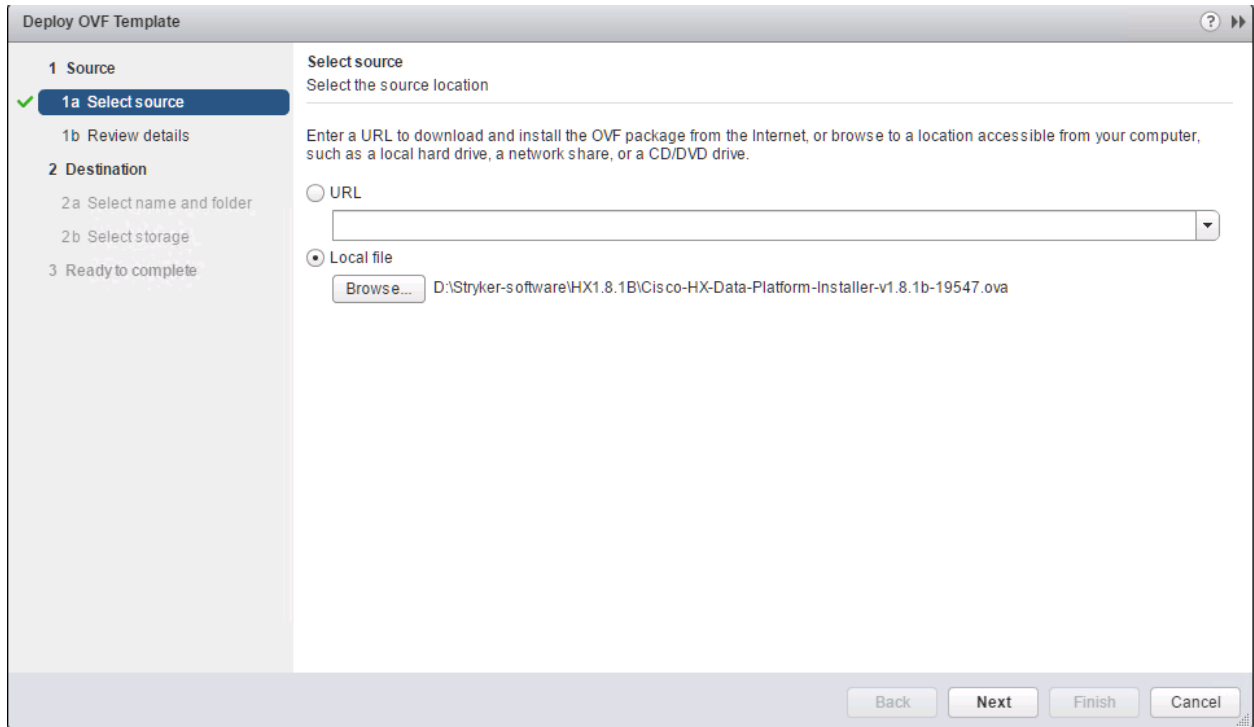 Deploy OVF Template
1 Source
1a Select source
1b Review details
2 Destination
2a Select name and folder
2b Select storage
3 Ready to complete
Select source
Select the source location
Enter a URL to download and install the OVF package from the Internet, or browse to a location accessible from your computer,
such as a local hard drive, a network share, or a CD/DVD drive.
URL
Local file
Browse... D:\Stryker-software\HX1.8.1B\Cisco-HX-Data-Platform-Installer-v1.8.1b-19547.ova
Back Next Finish Cancel